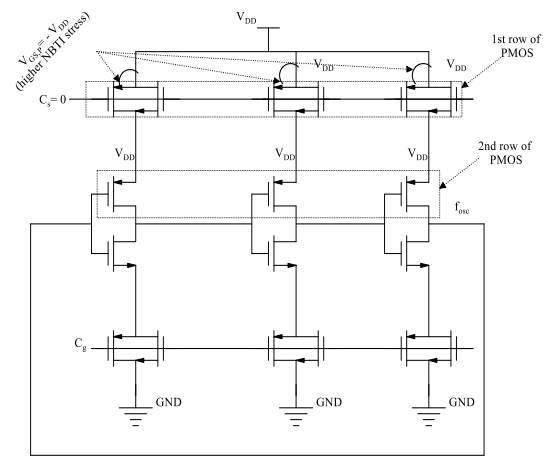 V_DD
V_GS,P = - V_DD
(higher NBTI stress)
V_DD
V_DD
1st row of
PMOS
C_s = 0
V_DD
V_DD
V_DD
2nd row of
PMOS
f_osc
C_g
GND
GND
GND